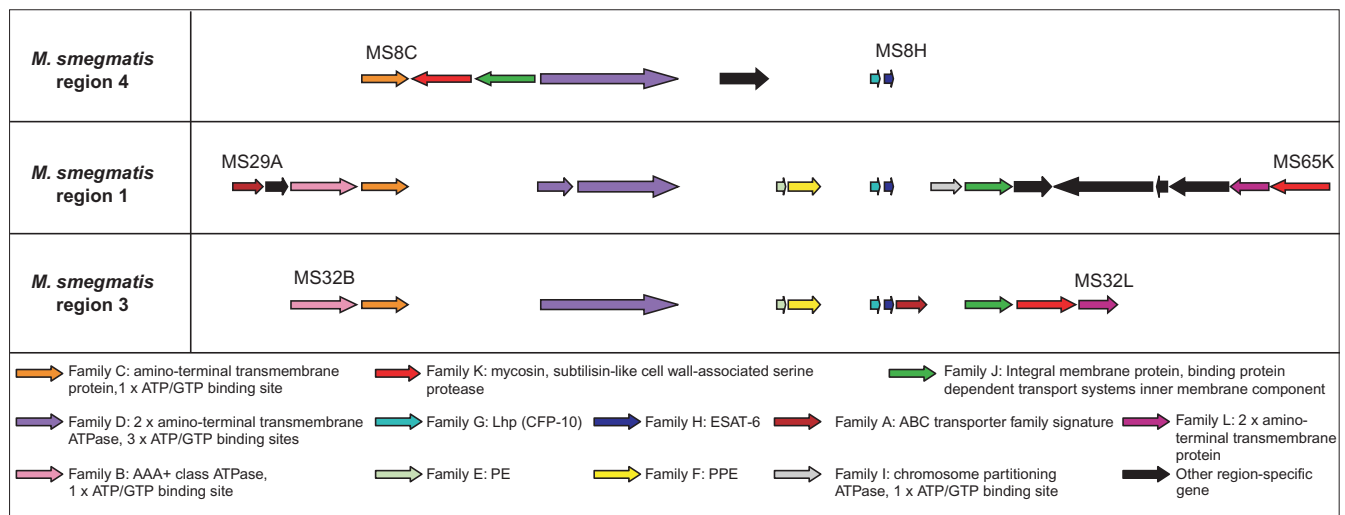 MS8C
MS8H
M. smegmatis
region 4
MS29A
MS65K
M. smegmatis
region 1
MS32B
MS32L
M. smegmatis
region 3
Family C: amino-terminal transmembrane
protein,1 x ATP/GTP binding site
Family K: mycosin, subtilisin-like cell wall-associated serine
protease
Family J: Integral membrane protein, binding protein
dependent transport systems inner membrane component
Family D: 2 x amino-terminal transmembrane
ATPase, 3 x ATP/GTP binding sites
Family G: Lhp (CFP-10)
Family H: ESAT-6
Family A: ABC transporter family signature
Family L: 2 x amino-
terminal transmembrane
protein
Family B: AAA+ class ATPase,
1 x ATP/GTP binding site
Family E: PE
Family F: PPE
Family I: chromosome partitioning
ATPase, 1 x ATP/GTP binding site
Other region-specific
gene